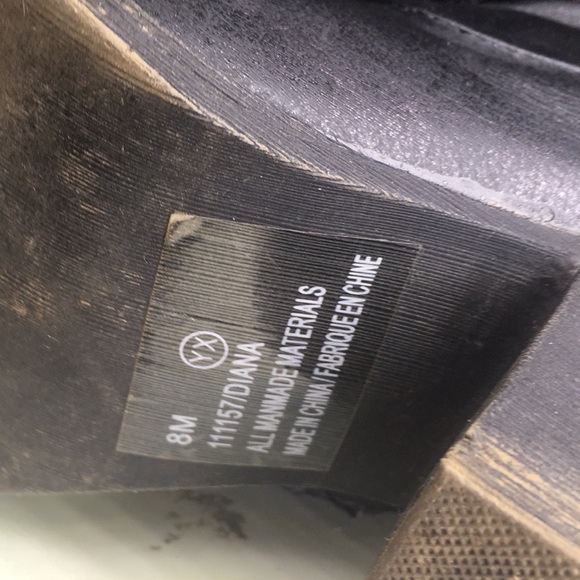 8M YX
111157/DIANA
ALL MANMADE MATERIALS
MADE IN CHINA/FABRIQUE EN CHINE